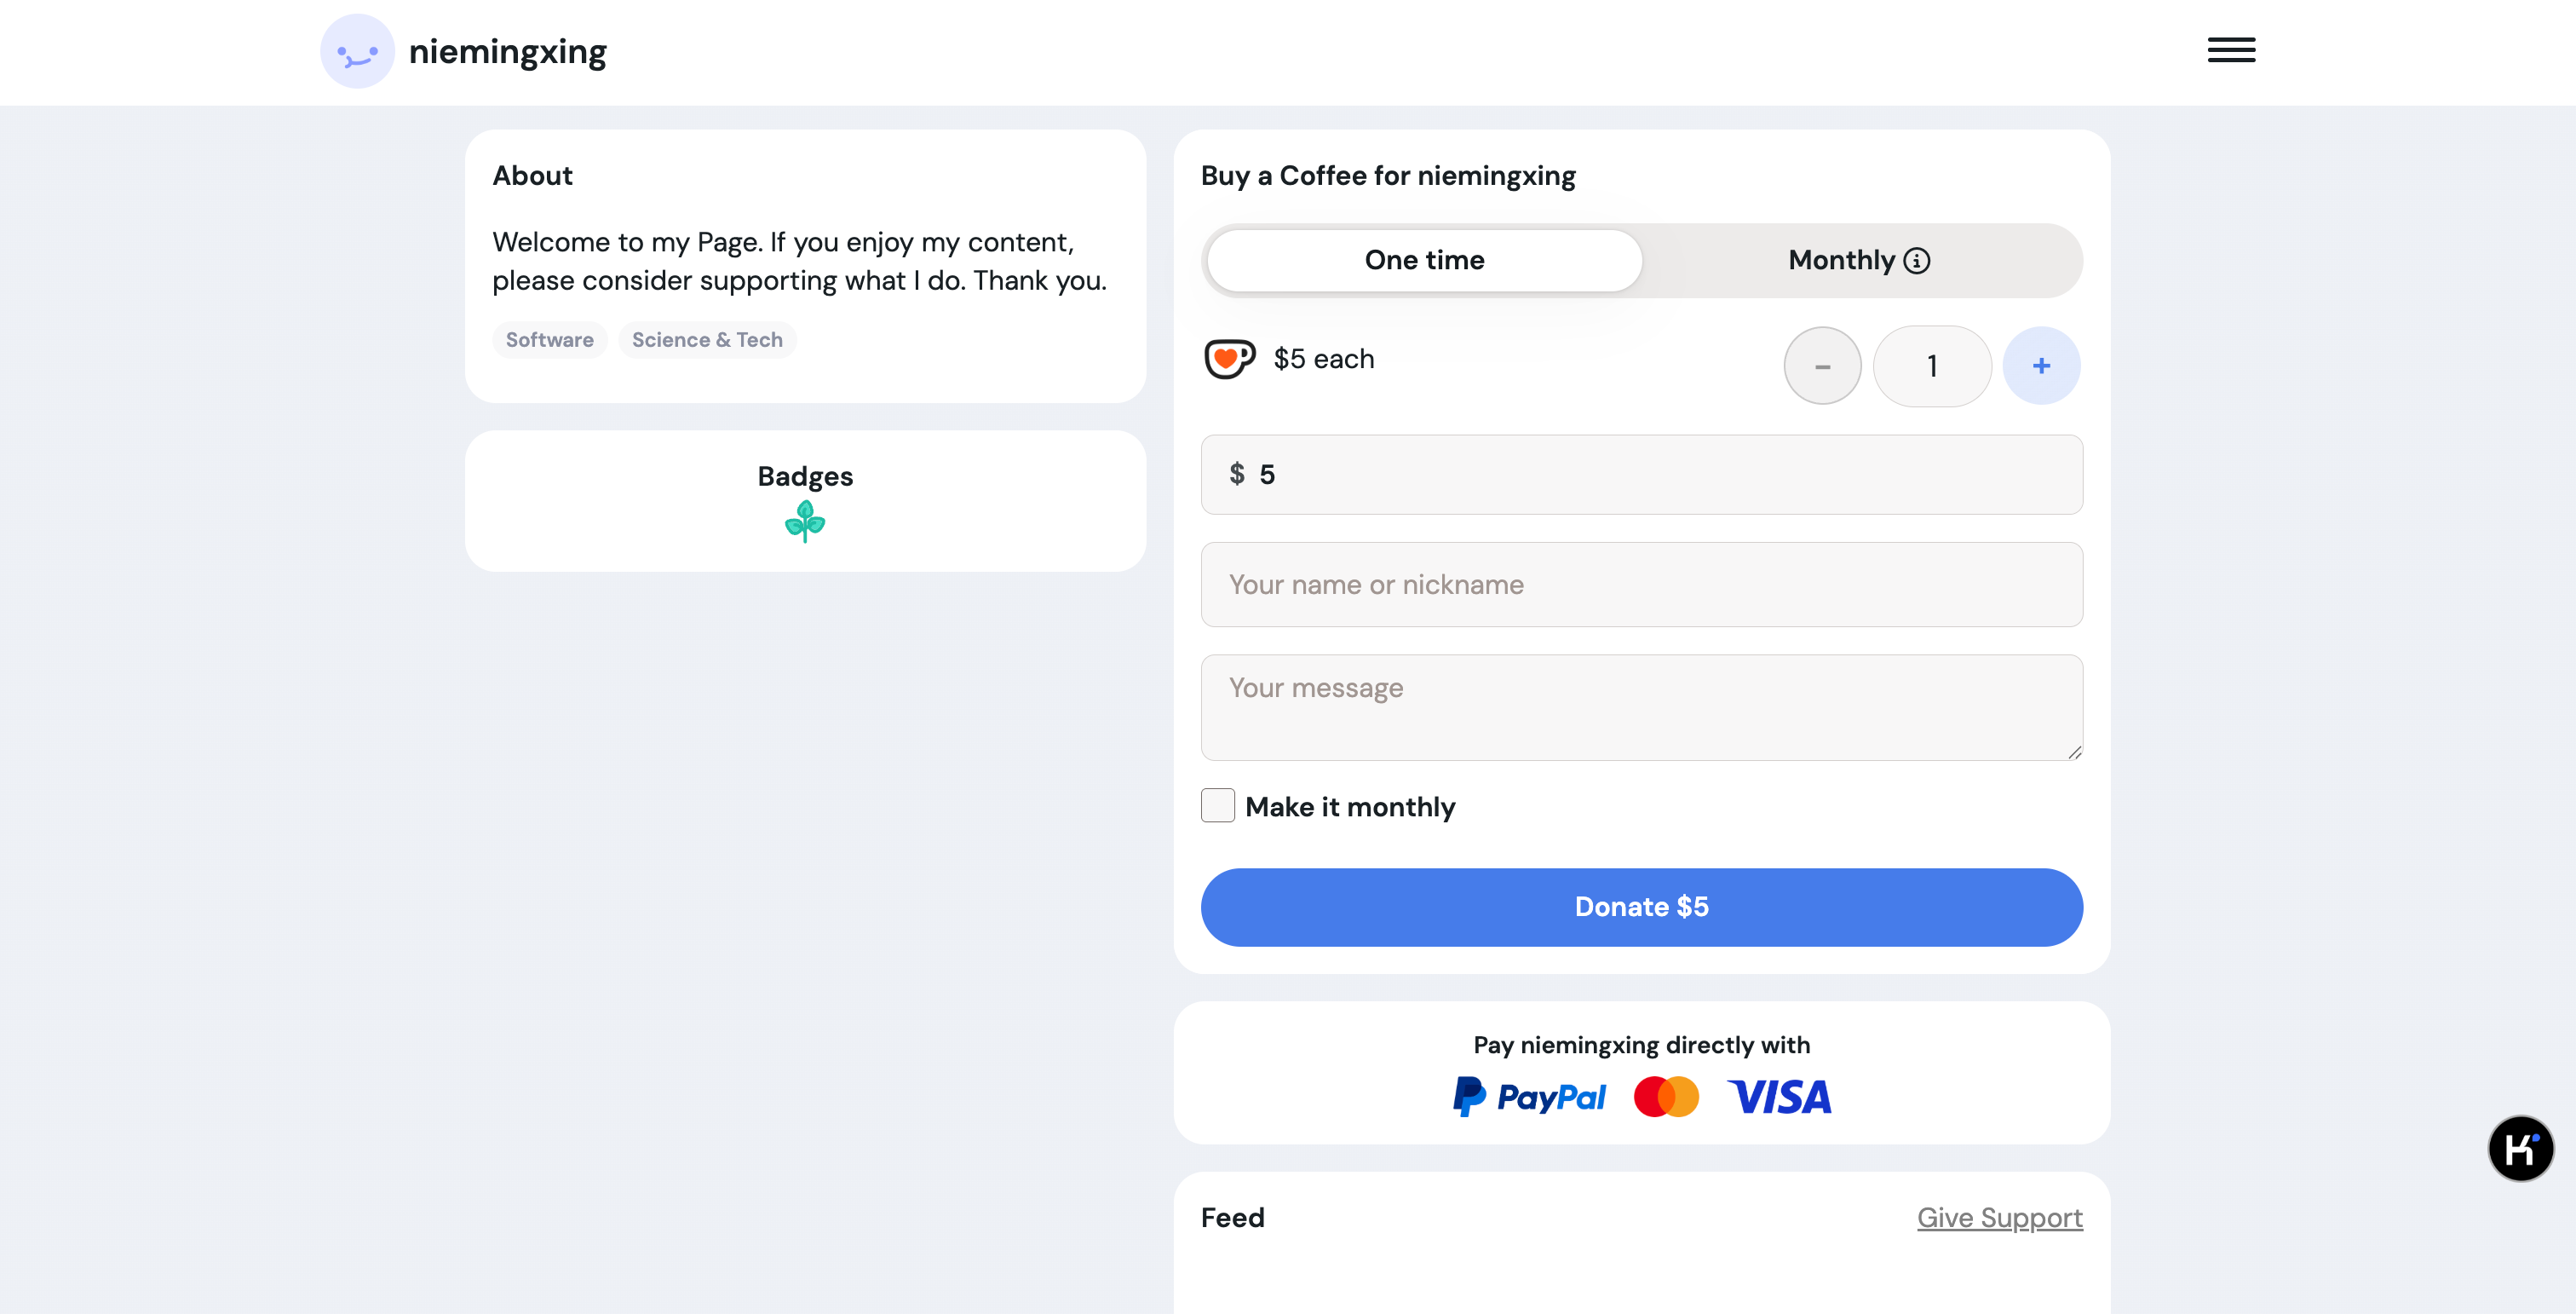 niemingxing
About
Welcome to my Page. If you enjoy my content,
please consider supporting what I do. Thank you.
Software
Science & Tech
Badges
Buy a Coffee for niemingxing
One time
Monthly
$5 each
-
1
+
$ 5
Your name or nickname
Your message
Make it monthly
Donate $5
Pay niemingxing directly with
PayPal
VISA
Feed
Give Support
K